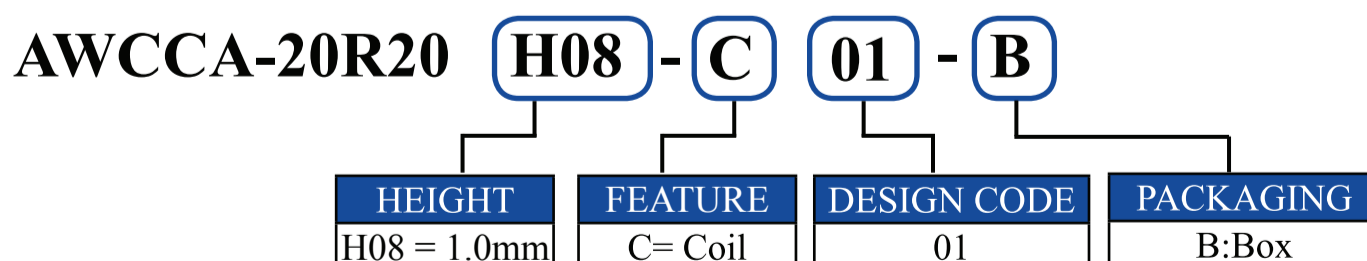 AWCCA-20R20 H08 - C 01 - B
HEIGHT FEATURE DESIGN CODE PACKAGING
H08 = 1.0mm C= Coil 01 B:Box